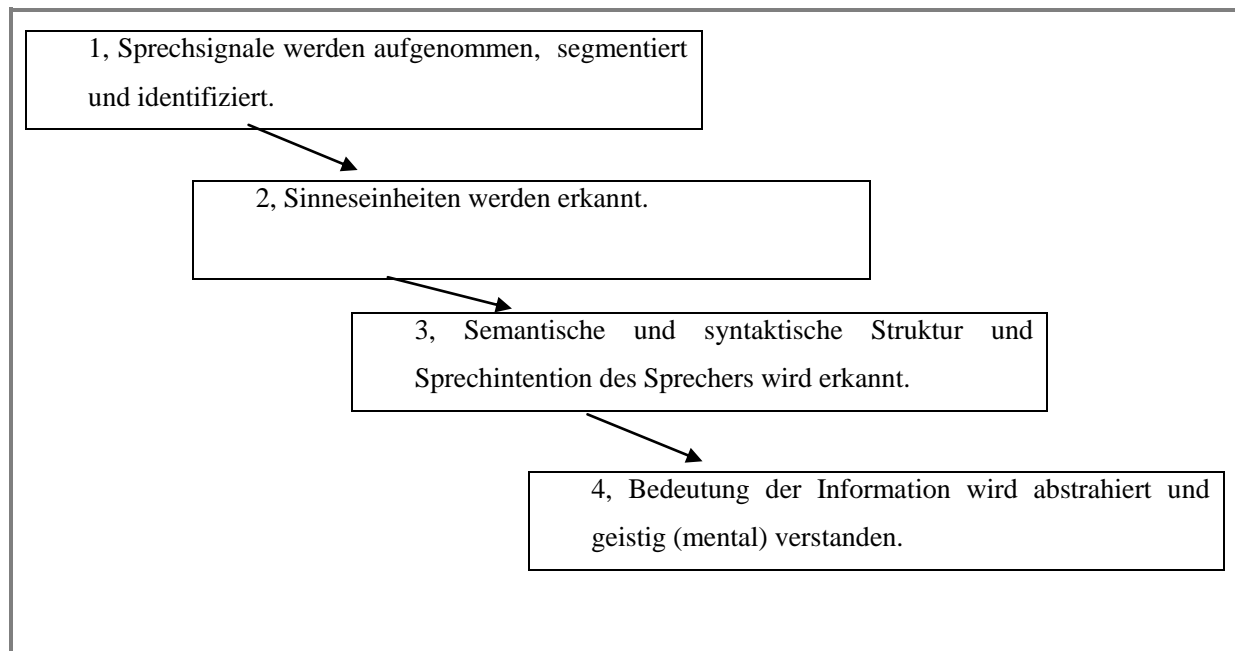 1, Sprechsignale werden aufgenommen, segmentiert
und identifiziert.
2, Sinneseinheiten werden erkannt.
3, Semantische und syntaktische Struktur und
Sprechintention des Sprechers wird erkannt.
4, Bedeutung der Information wird abstrahiert und
geistig (mental) verstanden.